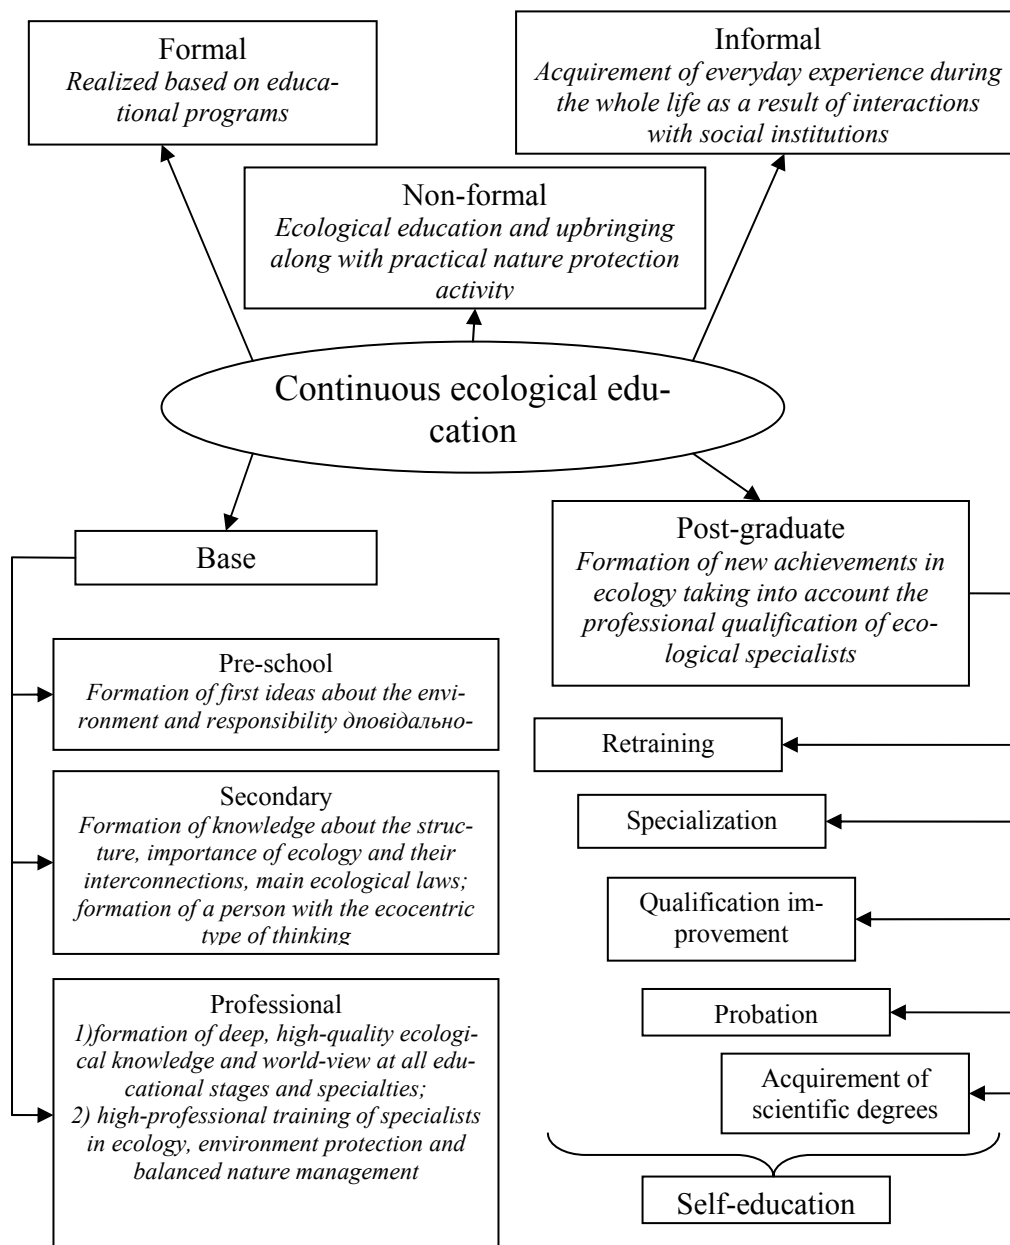 Formal
Realized based on educa-
tional programs
Informal
Acquirement of everyday experience during
the whole life as a result of interactions
with social institutions
Non-formal
Ecological education and upbringing
along with practical nature protection
activity
Continuous ecological edu-
cation
Base
Post-graduate
Formation of new achievements in
ecology taking into account the
professional qualification of eco-
logical specialists
Pre-school
Formation of first ideas about the envi-
ronment and responsibility дповідально-
Secondary
Formation of knowledge about the struc-
ture, importance of ecology and their
interconnections, main ecological laws;
formation of a person with the ecocentric
type of thinking
Professional
1)formation of deep, high-quality ecologi-
cal knowledge and world-view at all edu-
cational stages and specialties;
2) high-professional training of specialists
in ecology, environment protection and
balanced nature management
Retraining
Specialization
Qualification im-
provement
Probation
Acquirement of
scientific degrees
Self-education